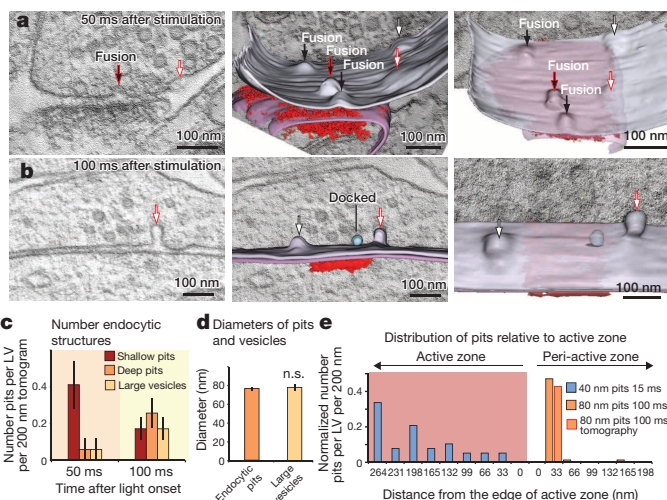 a
50 ms after stimulation
Fusion
100 nm
Fusion
Fusion
Fusion
100 nm
Fusion
Fusion
Fusion
100 nm
b
100 ms after stimulation
100 nm
Docked
100 nm
100 nm
c
Number endocytic
structures
Number pits per LV
per 200 nm tomogram
0.4
0.2
0
Shallow pits
Deep pits
Large vesicles
50 ms
100 ms
Time after light onset
d
Diameters of pits
and vesicles
Diameter (nm)
100
80
60
40
20
0
n.s.
Endocytic
pits
Large
vesicles
e
Distribution of pits relative to active zone
Active zone
Peri-active zone
Normalized number
pits per LV per 200 nm
0.4
0.2
0
40 nm pits 15 ms
80 nm pits 100 ms
80 nm pits 100 ms
tomography
264 231 198 165 132 99 66 33 0
0 33 66 99 132 165 198
Distance from the edge of active zone (nm)